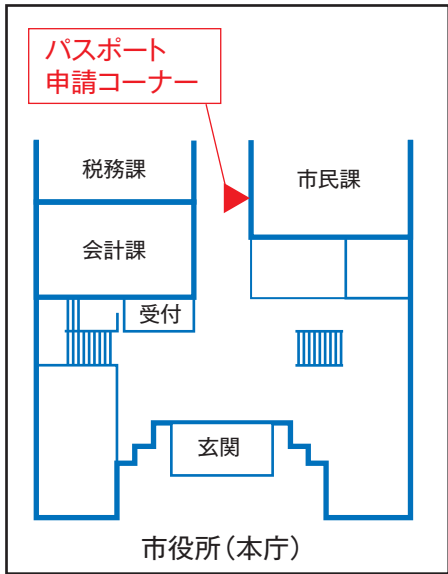 パスポート
申請コーナー
税務課
市民課
会計課
受付
玄関
市役所（本庁）